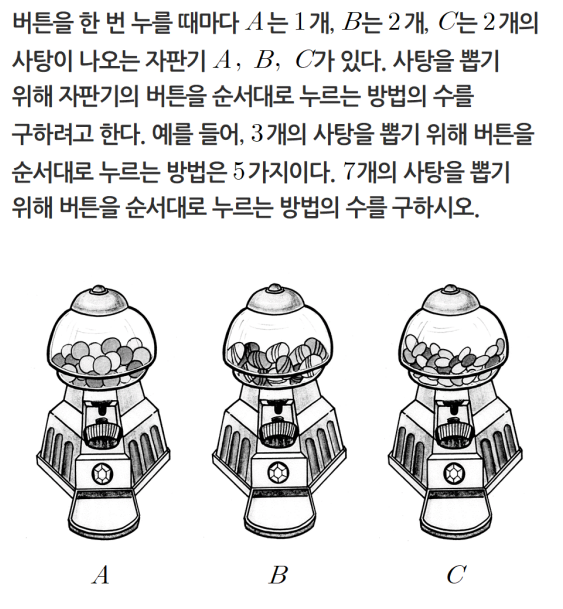 버튼을 한 번 누를 때마다 A는 1개, B는 2개, C는 2개의
사탕이 나오는 자판기 A, B, C가 있다. 사탕을 뽑기
위해 자판기의 버튼을 순서대로 누르는 방법의 수를
구하려고 한다. 예를 들어, 3개의 사탕을 뽑기 위해 버튼을
순서대로 누르는 방법은 5가지이다. 7개의 사탕을 뽑기
위해 버튼을 순서대로 누르는 방법의 수를 구하시오.
A B C